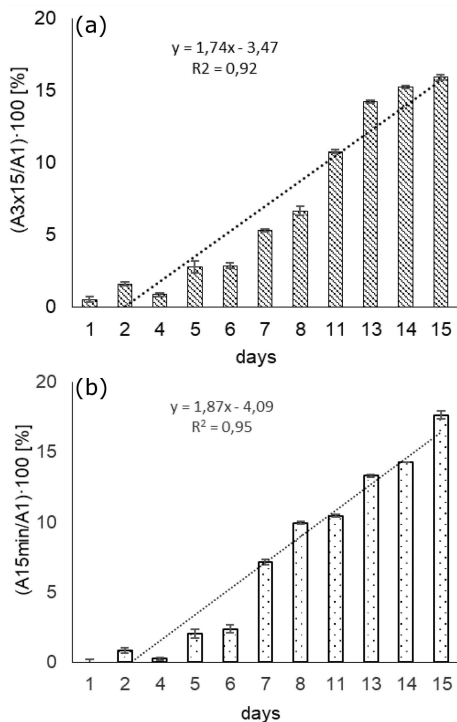 (a)
y = 1,74x - 3,47
R2 = 0,92
(A3x15/A1)·100 [%]
20
15
10
5
0
1 2 4 5 6 7 8 11 13 14 15
days
(b)
y = 1,87x - 4,09
R² = 0,95
(A15min/A1)·100 [%]
20
15
10
5
0
1 2 4 5 6 7 8 11 13 14 15
days